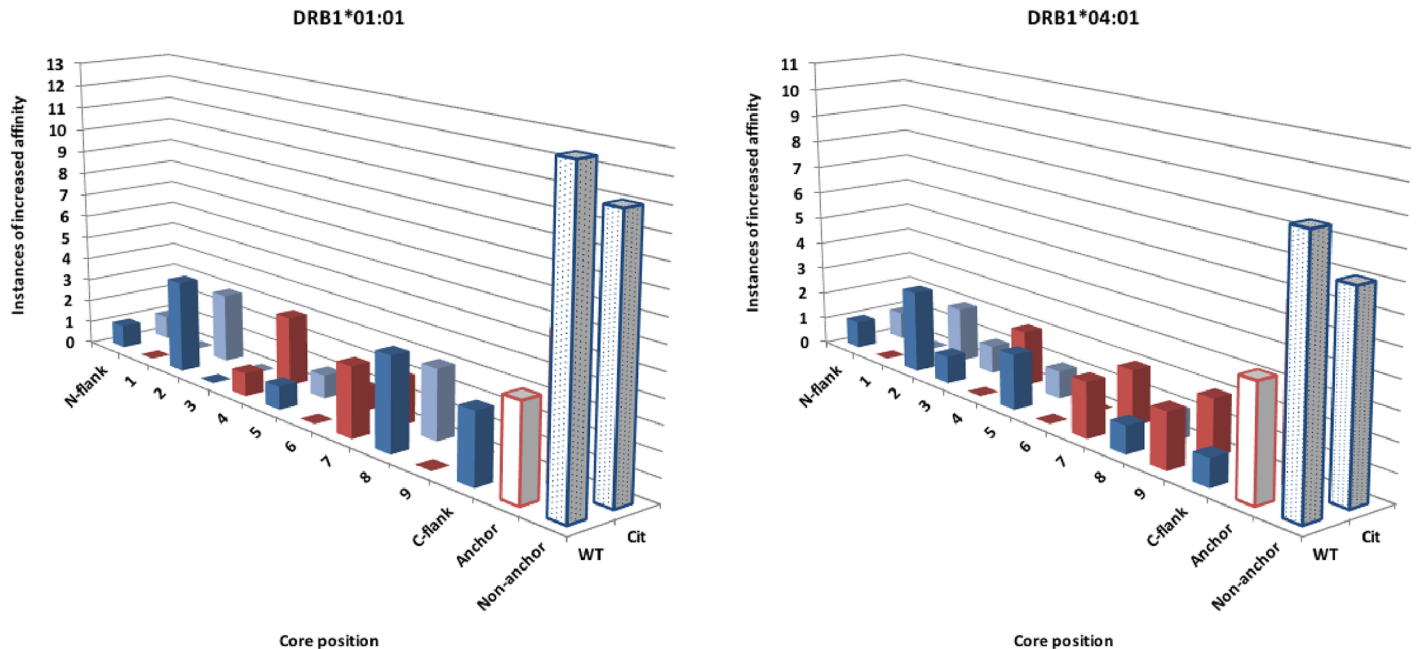 DRB1*01:01
Instances of increased affinity
13
12
11
10
9
8
7
6
5
4
3
2
1
0
N-flank
1
2
3
4
5
6
7
8
9
C-flank
Anchor
Non-anchor
WT
Cit
Core position
DRB1*04:01
Instances of increased affinity
11
10
9
8
7
6
5
4
3
2
1
0
N-flank
1
2
3
4
5
6
7
8
9
C-flank
Anchor
Non-anchor
WT
Cit
Core position